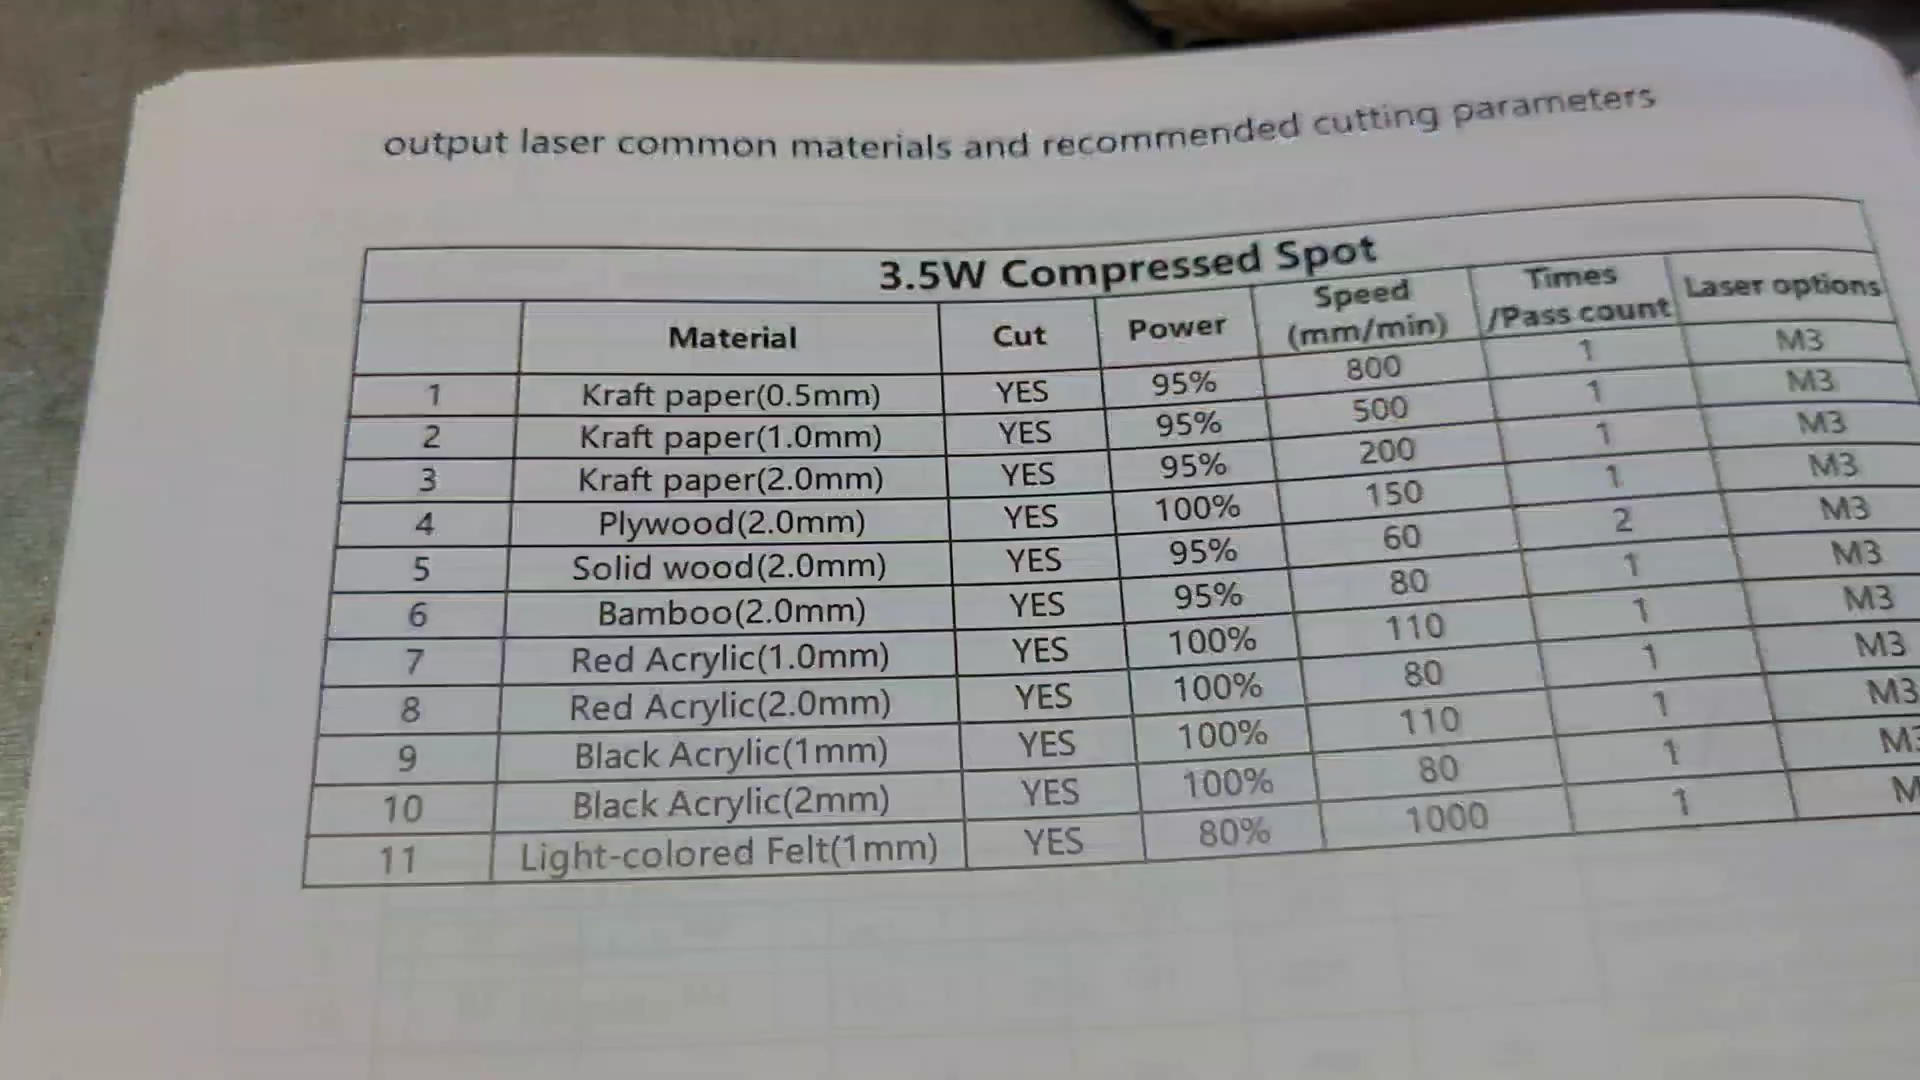 output laser common materials and recommended cutting parameters
3.5W Compressed Spot
Material Cut Power Speed (mm/min) Times /Pass count Laser options
1 Kraft paper(0.5mm) YES 95% 800 1 M3
2 Kraft paper(1.0mm) YES 95% 500 1 M3
3 Kraft paper(2.0mm) YES 95% 200 1 M3
4 Plywood(2.0mm) YES 100% 150 1 M3
5 Solid wood(2.0mm) YES 95% 60 2 M3
6 Bamboo(2.0mm) YES 95% 80 1 M3
7 Red Acrylic(1.0mm) YES 100% 110 1 M3
8 Red Acrylic(2.0mm) YES 100% 80 1 M3
9 Black Acrylic(1mm) YES 100% 110 1 M3
10 Black Acrylic(2mm) YES 100% 80 1 M3
11 Light-colored Felt(1mm) YES 80% 1000 1 M